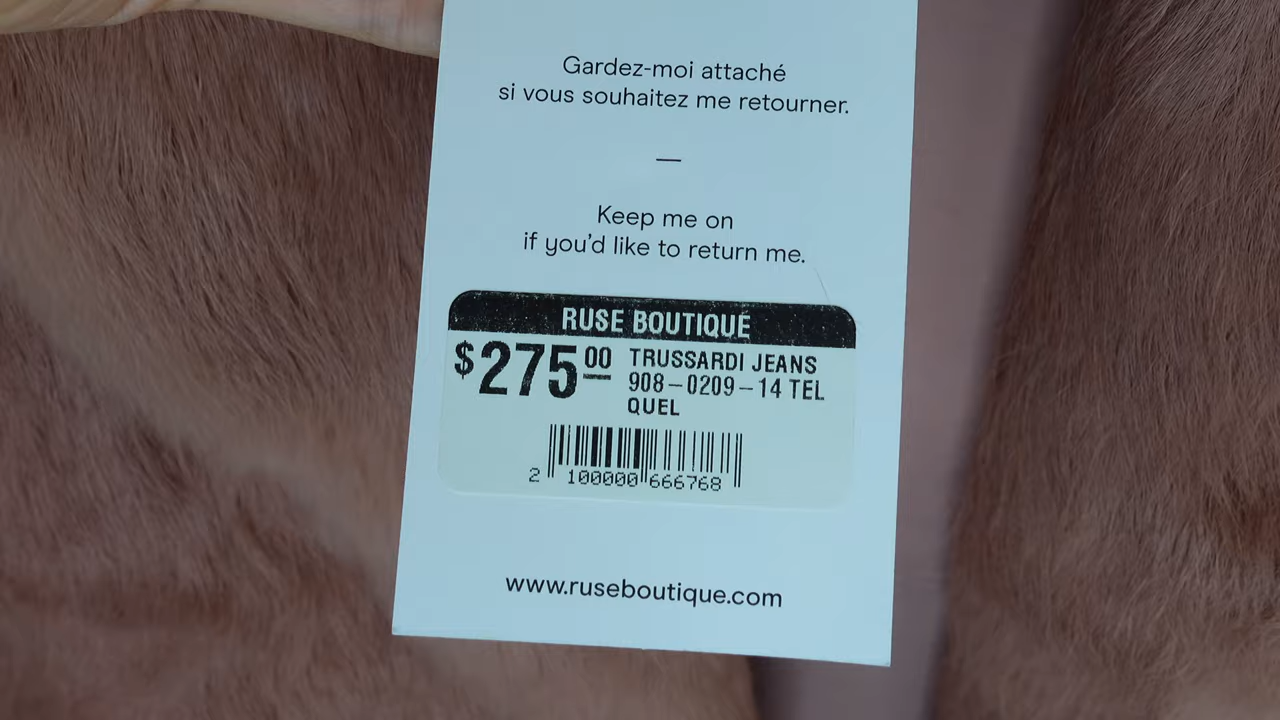 Gardez-moi attaché
si vous souhaitez me retourner.
—
Keep me on
if you'd like to return me.
RUSE BOUTIQUE
$275.00 TRUSSARDI JEANS
908-0209-14 TEL
QUEL
2 100000 666768
www.ruseboutique.com